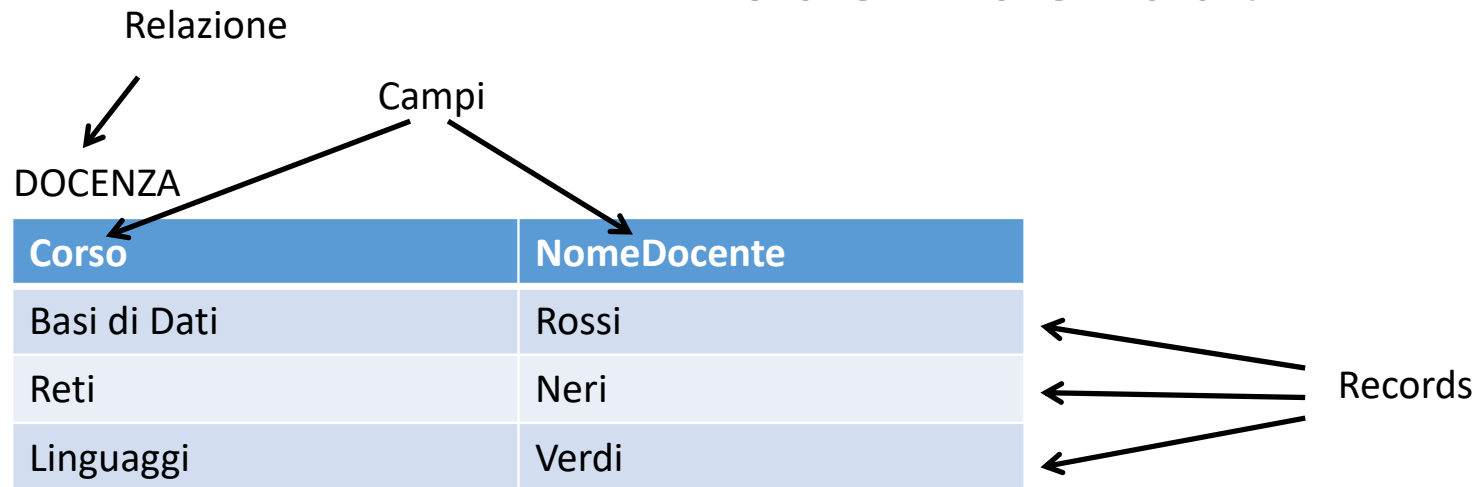 Relazione
Campi
DOCENZA
Corso NomeDocente
Basi di Dati Rossi
Reti Neri
Records
Linguaggi Verdi